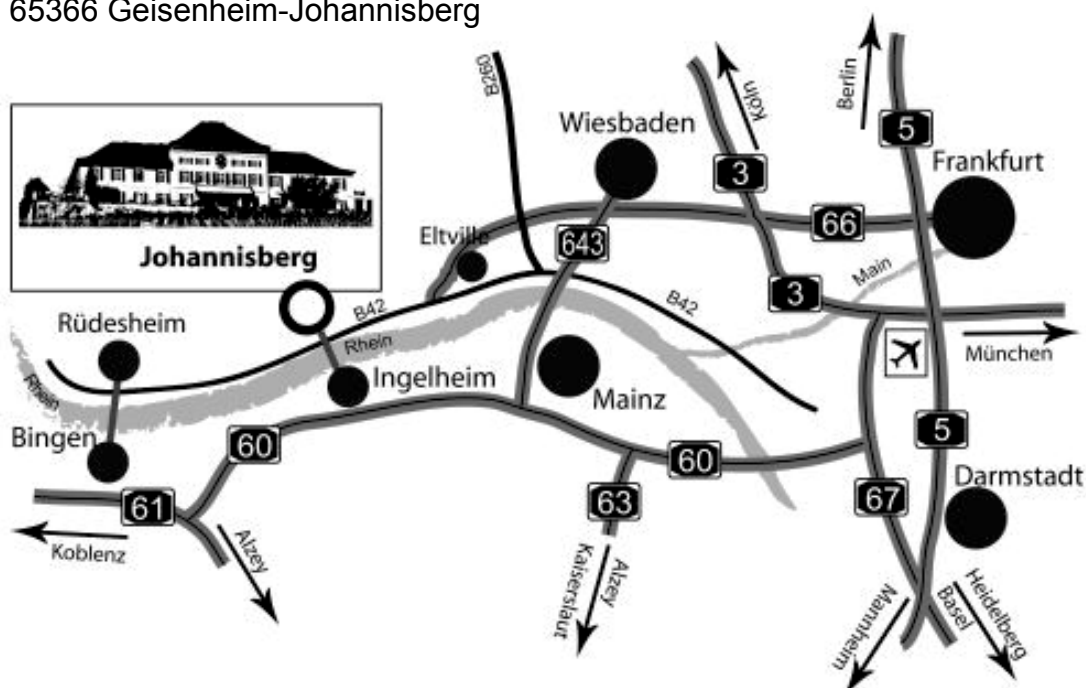 65366 Geisenheim-Johannisberg
B260
Köln
Berlin
Wiesbaden
5
Frankfurt
3
66
Eltville
643
Johannisberg
Main
3
B42
B42
Rüdesheim
Rhein
München
Rhein
Ingelheim
Mainz
Bingen
60
5
60
Darmstadt
61
63
67
Koblenz
Alzey
Alzey
Kaiserslaut
Mannheim
Basel
Heidelberg